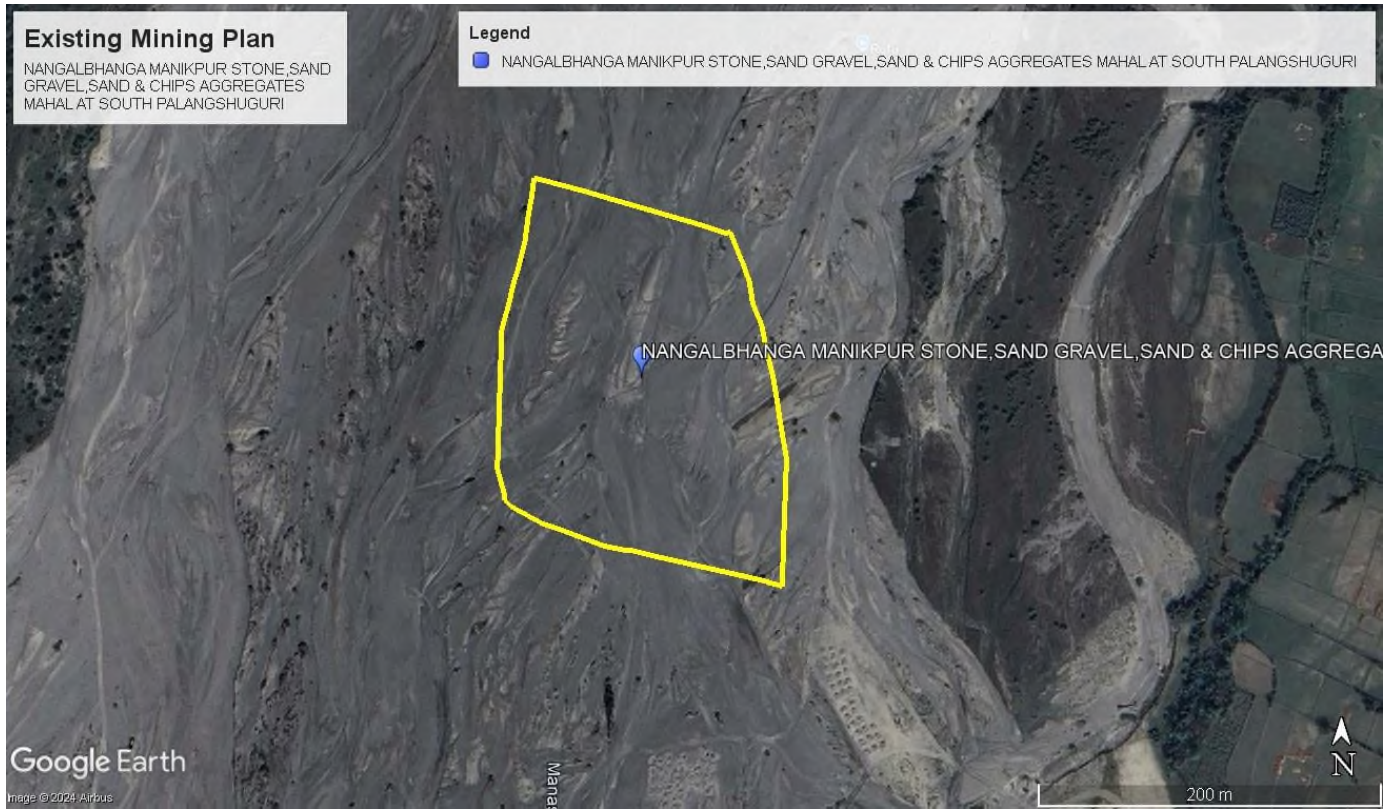 Existing Mining Plan
NANGALBHANGA MANIKPUR STONE,SAND
GRAVEL,SAND & CHIPS AGGREGATES
MAHAL AT SOUTH PALANGSHUGURI
Legend
NANGALBHANGA MANIKPUR STONE,SAND GRAVEL,SAND & CHIPS AGGREGATES MAHAL AT SOUTH PALANGSHUGURI
NANGALBHANGA MANIKPUR STONE,SAND GRAVEL,SAND & CHIPS AGGREGA
Manas
Google Earth
Image © 2024 Airbus
N
200 m